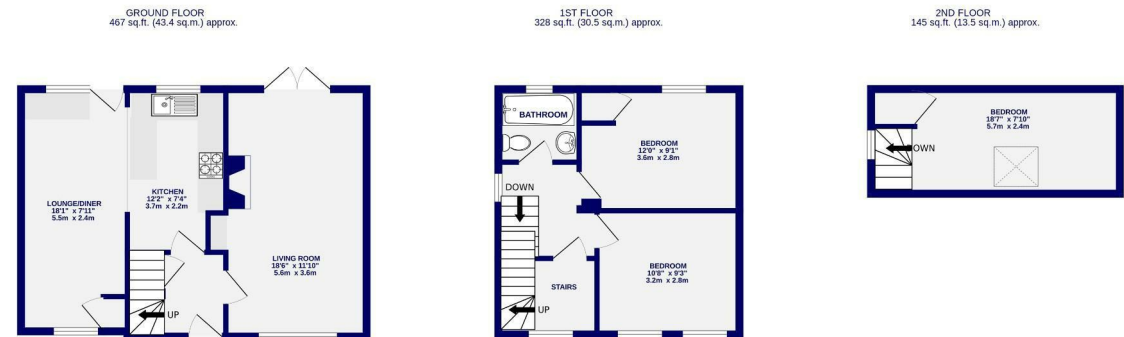 GROUND FLOOR
467 sq.ft. (43.4 sq.m.) approx.
1ST FLOOR
328 sq.ft. (30.5 sq.m.) approx.
2ND FLOOR
145 sq.ft. (13.5 sq.m.) approx.
LOUNGE/DINER
18'1" x 7'11"
5.5m x 2.4m
KITCHEN
12'2" x 7'4"
3.7m x 2.2m
LIVING ROOM
18'6" x 11'10"
5.6m x 3.6m
UP
BATHROOM
BEDROOM
12'0" x 9'1"
3.6m x 2.8m
DOWN
BEDROOM
10'8" x 9'3"
3.2m x 2.8m
STAIRS
UP
BEDROOM
18'7" x 7'10"
5.7m x 2.4m
DOWN